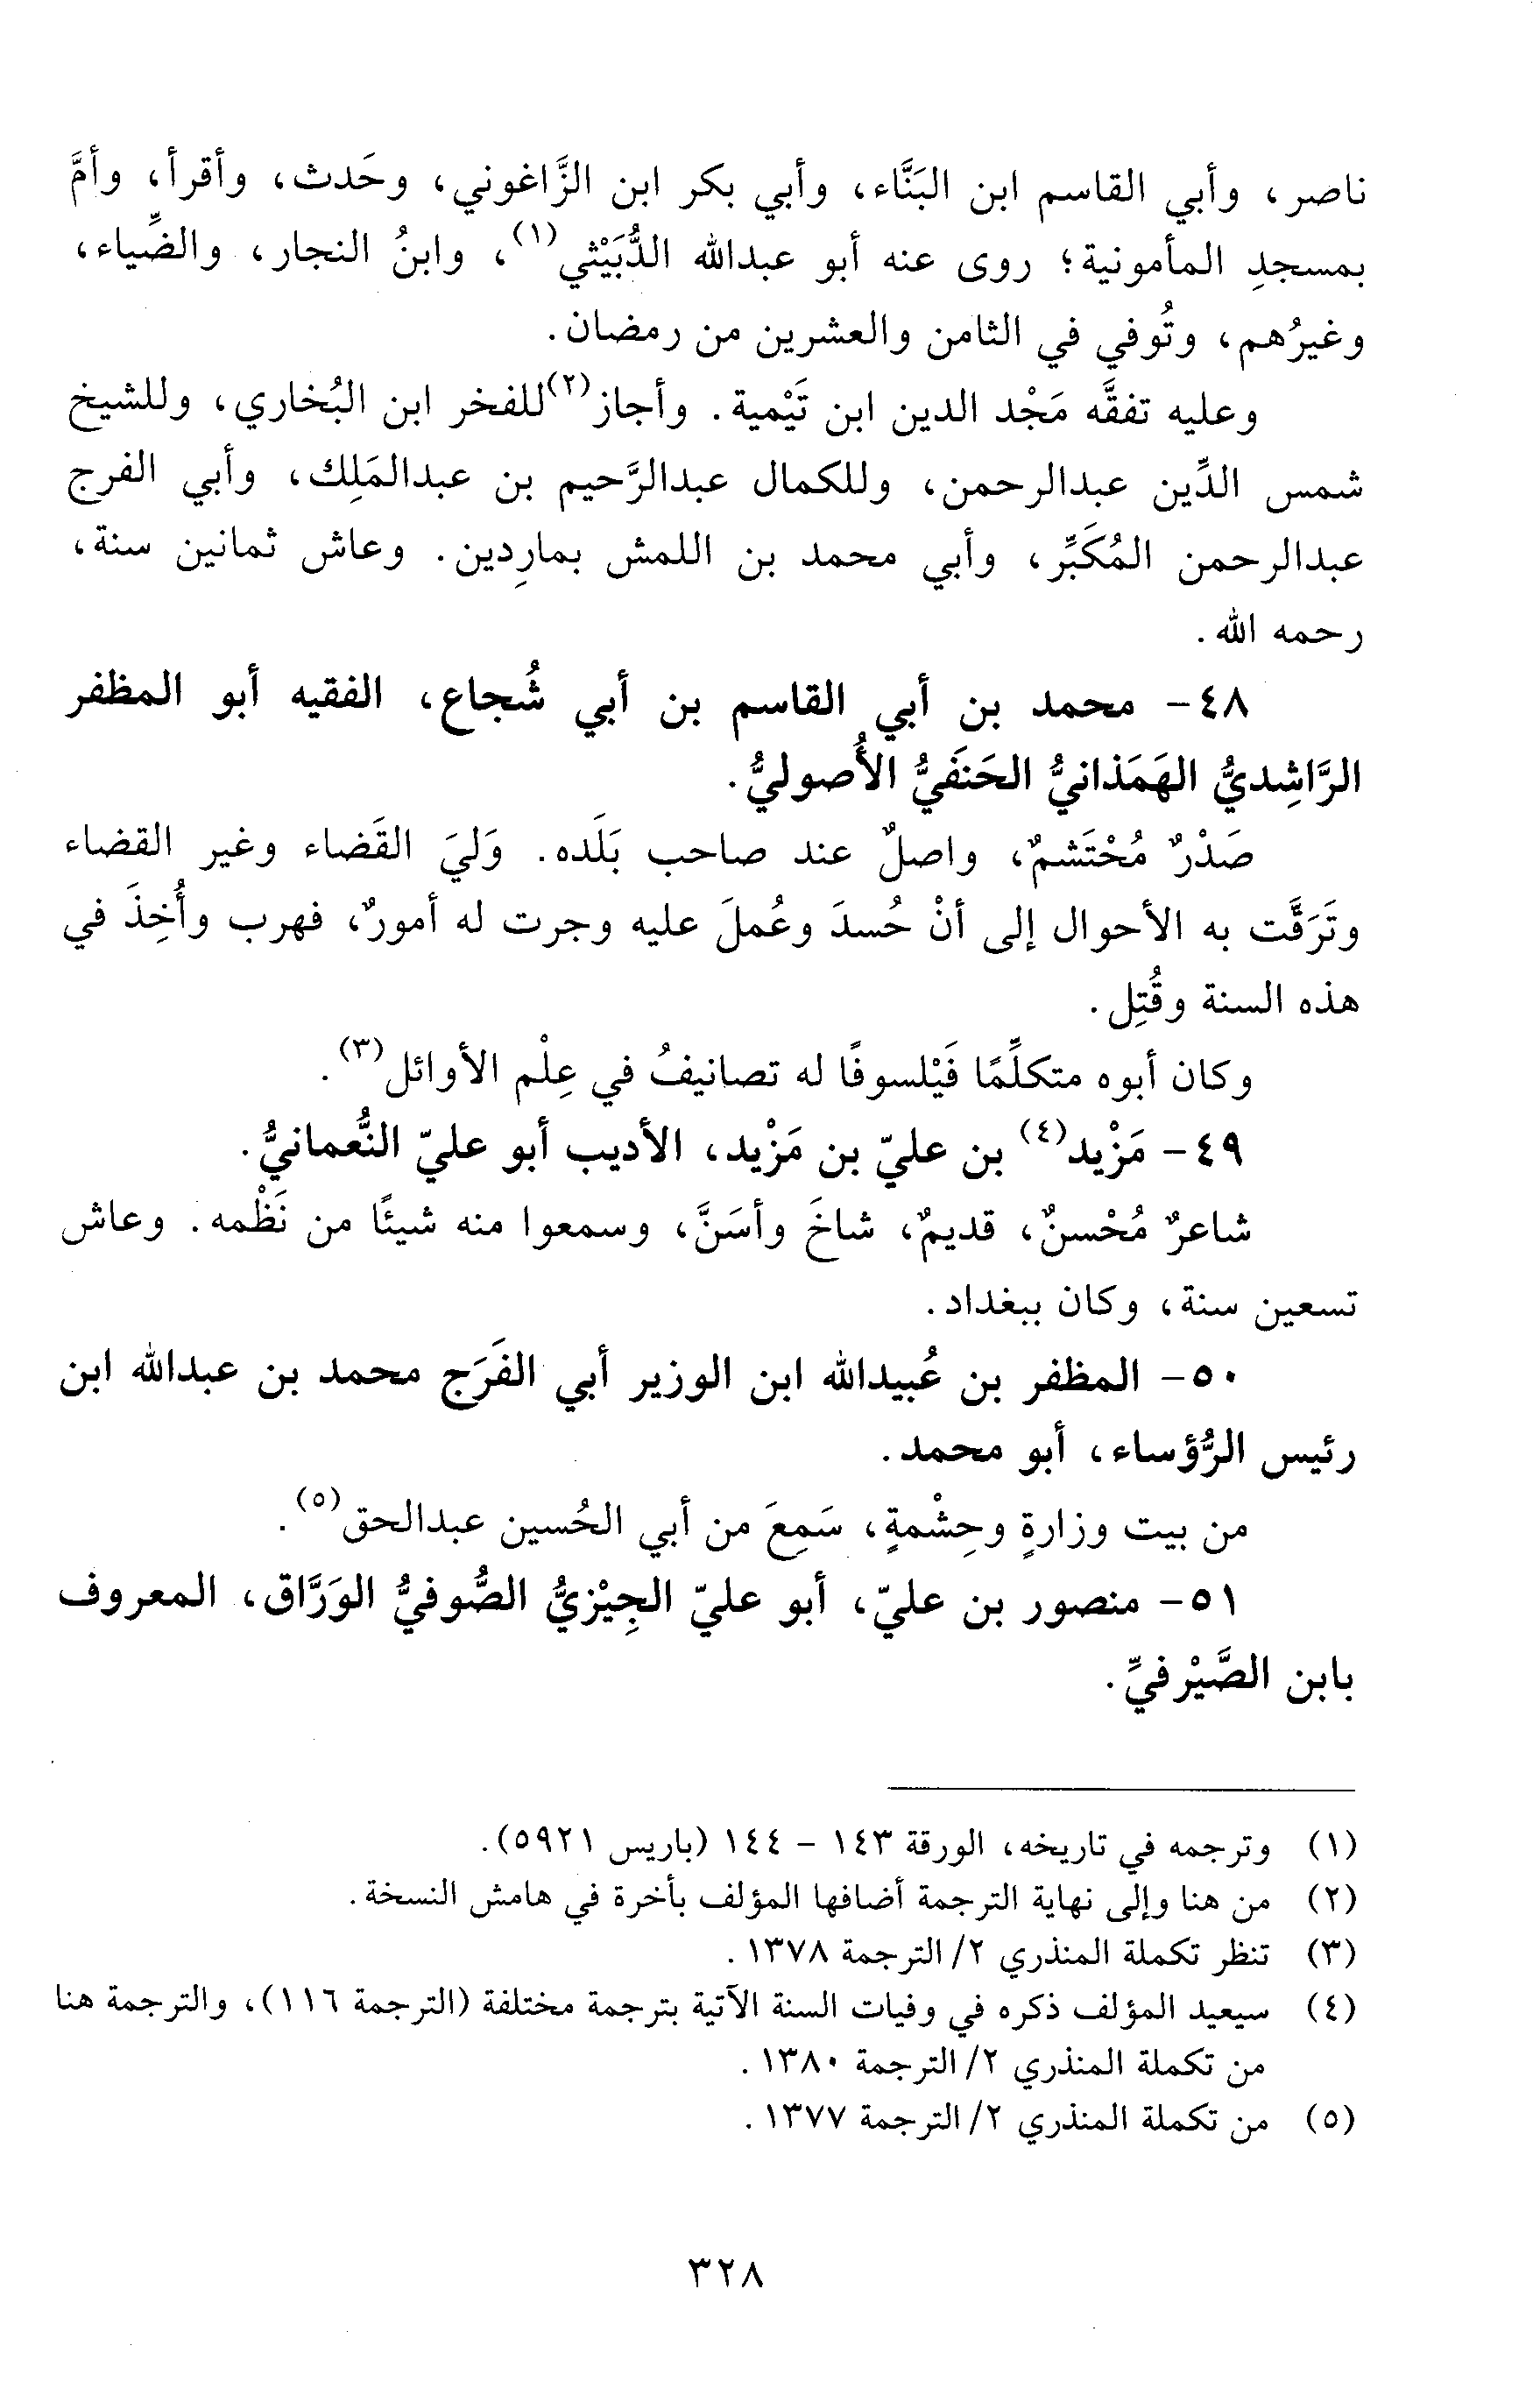 ناصر، وأبي القاسم ابن البَنَّاء، وأبي بكر ابن الزَّاغوني، وحَدث، وأقرأ، وأمَّ
بمسجدِ المأمونية؛ روى عنه أبو عبدالله الدُّبَيْثي(١)، وابنُ النجار، والضِّياء،
وغيرُهم، وتُوفي في الثامن والعشرين من رمضان.
وعليه تفقَّه مَجْد الدين ابن تَيْمية. وأجاز(٢) للفخر ابن البُخاري، وللشيخ
شمس الدِّين عبدالرحمن، وللكمال عبدالرَّحيم بن عبدالمَلِك، وأبي الفرج
عبدالرحمن المُكَبِّر، وأبي محمد بن اللمش بمارِدين. وعاش ثمانين سنة،
رحمه الله.
٤٨- محمد بن أبي القاسم بن أبي شُجاع، الفقيه أبو المظفر
الرَّاشِديُّ الهَمَذانيُّ الحَنَفيُّ الأُصوليُّ.
صَدْرٌ مُحْتَشمٌ، واصلٌ عند صاحب بَلَده. وَليَ القَضاء وغير القضاء
وتَرَقَّت به الأحوال إلى أنْ حُسدَ وعُملَ عليه وجرت له أمورٌ، فهرب وأُخِذَ في
هذه السنة وقُتِل.
وكان أبوه متكلِّمًا فَيْلسوفًا له تصانيفُ في عِلْم الأوائل(٣).
٤٩- مَزْيد(٤) بن عليّ بن مَزْيد، الأديب أبو عليّ النُّعمانيُّ.
شاعرٌ مُحْسنٌ، قديمٌ، شاخَ وأسَنَّ، وسمعوا منه شيئًا من نَظْمه. وعاش
تسعين سنة، وكان ببغداد.
٥٠- المظفر بن عُبيدالله ابن الوزير أبي الفَرَج محمد بن عبدالله ابن
رئيس الرُّؤساء، أبو محمد.
من بيت وزارةٍ وحِشْمةٍ، سَمِعَ من أبي الحُسين عبدالحق(٥).
٥١- منصور بن عليّ، أبو عليّ الجِيْزيُّ الصُّوفيُّ الوَرَّاق، المعروف
بابن الصَّيْرفيِّ.
(١) وترجمه في تاريخه، الورقة ١٤٣ - ١٤٤ (باريس ٥٩٢١).
(٢) من هنا وإلى نهاية الترجمة أضافها المؤلف بأخرة في هامش النسخة.
(٣) تنظر تكملة المنذري ٢/ الترجمة ١٣٧٨.
(٤) سيعيد المؤلف ذكره في وفيات السنة الآتية بترجمة مختلفة (الترجمة ١١٦)، والترجمة هنا
من تكملة المنذري ٢/ الترجمة ١٣٨٠.
(٥) من تكملة المنذري ٢/ الترجمة ١٣٧٧.
٣٢٨